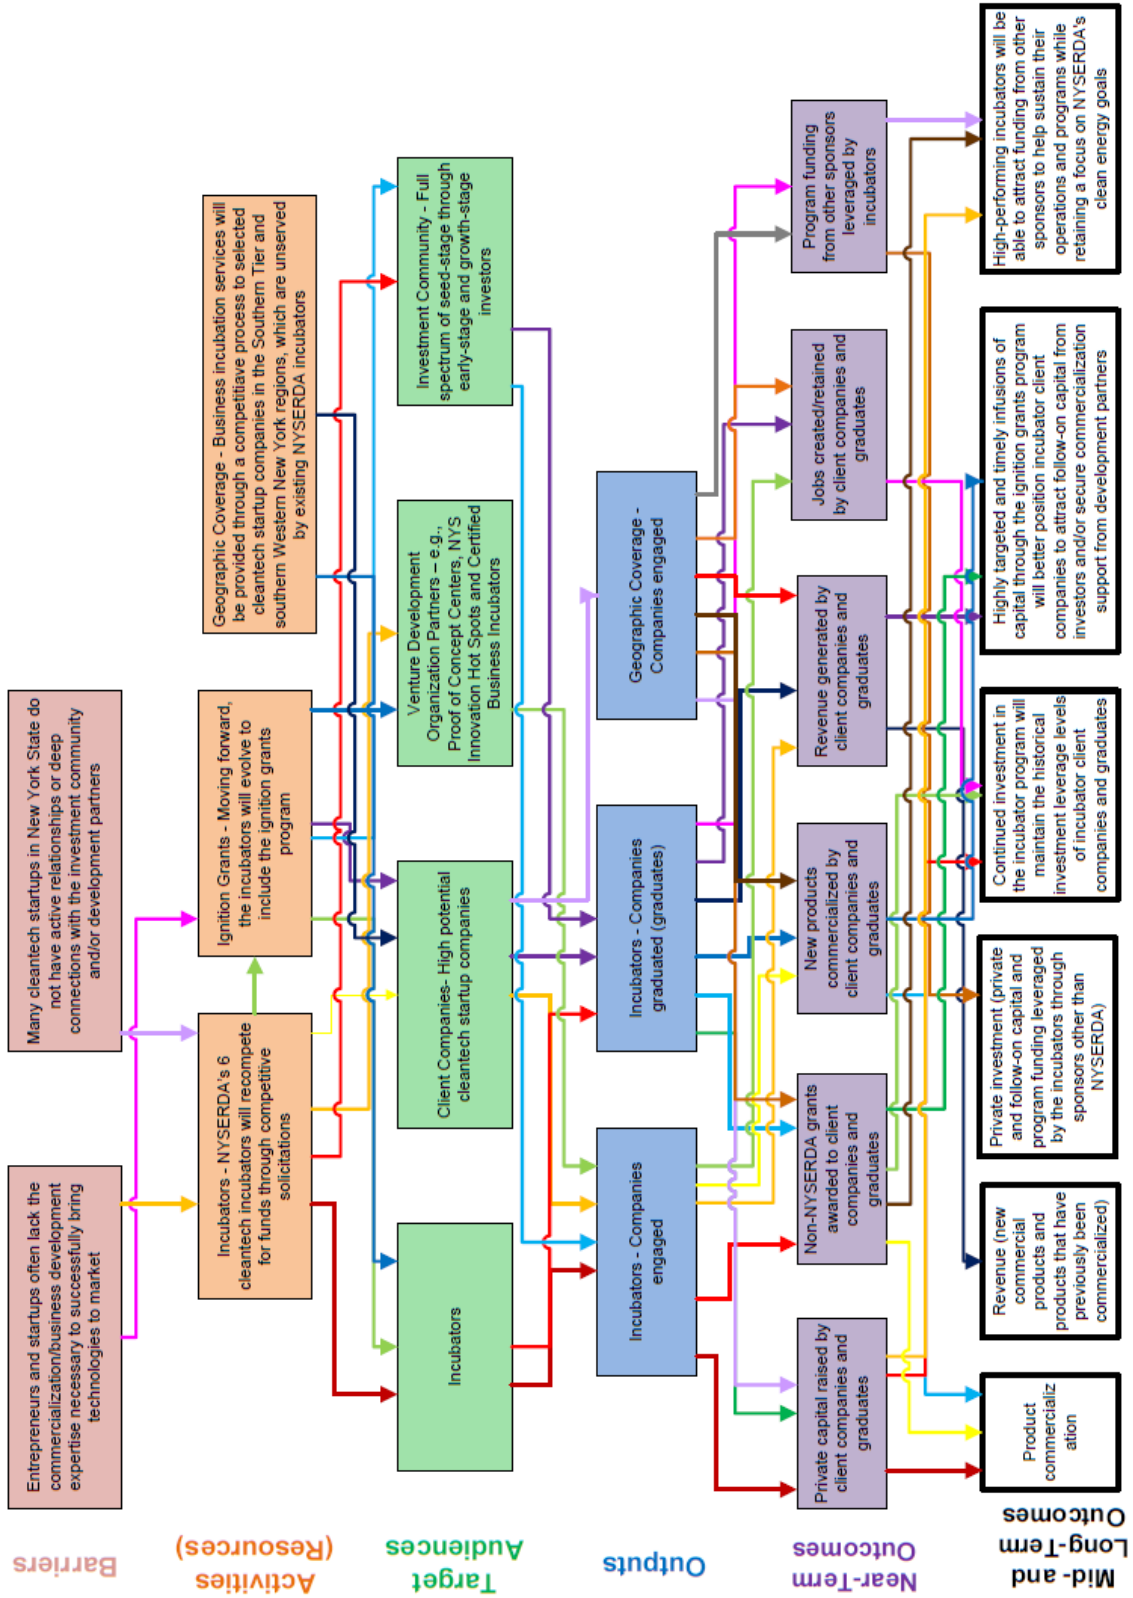 Barriers
Entrepreneurs and startups often lack the
commercialization/business development
expertise necessary to successfully bring
technologies to market
Many cleantech startups in New York State do
not have active relationships or deep
connections with the investment community
and/or development partners
Activities
(Resources)
Incubators - NYSERDA's 6
cleantech incubators will recompete
for funds through competitive
solicitations
Ignition Grants - Moving forward,
the incubators will evolve to
include the ignition grants
program
Geographic Coverage - Business incubation services will
be provided through a competitiave process to selected
cleantech startup companies in the Southern Tier and
southern Western New York regions, which are unserved
by existing NYSERDA incubators
Target
Audiences
Incubators
Client Companies- High potential
cleantech startup companies
Venture Development
Organization Partners – e.g.,
Proof of Concept Centers, NYS
Innovation Hot Spots and Certified
Business Incubators
Investment Community - Full
spectrum of seed-stage through
early-stage and growth-stage
investors
Outputs
Incubators - Companies
engaged
Incubators - Companies
graduated (graduates)
Geographic Coverage -
Companies engaged
Near-Term
Outcomes
Private capital raised by
client companies and
graduates
Non-NYSERDA grants
awarded to client
companies and
graduates
New products
commercialized by
client companies and
graduates
Revenue generated by
client companies and
graduates
Jobs created/retained
by client companies and
graduates
Program funding
from other sponsors
leveraged by
incubators
Mid- and
Long-Term
Outcomes
Product
commercializ
ation
Revenue (new
commercial
products and
products that have
previously been
commercialized)
Private investment (private
and follow-on capital and
program funding leveraged
by the incubators through
sponsors other than
NYSERDA)
Continued investment in
the incubator program will
maintain the historical
investment leverage levels
of incubator client
companies and graduates
Highly targeted and timely infusions of
capital through the ignition grants program
will better position incubator client
companies to attract follow-on capital from
investors and/or secure commercialization
support from development partners
High-performing incubators will be
able to attract funding from other
sponsors to help sustain their
operations and programs while
retaining a focus on NYSERDA's
clean energy goals